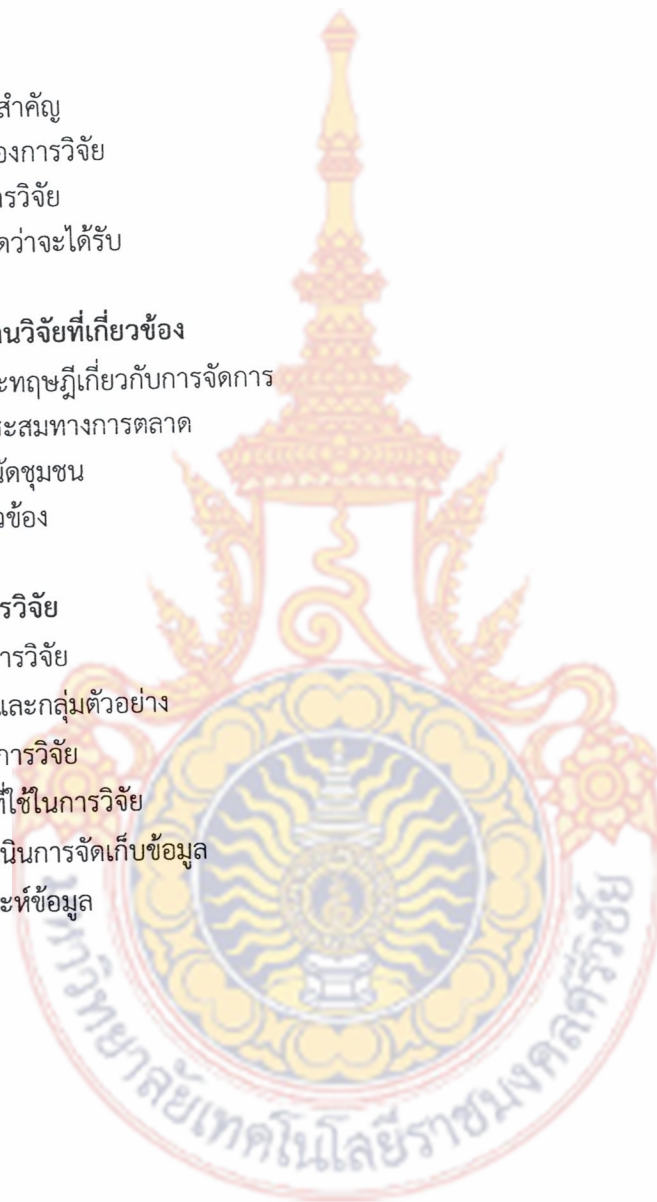 สำคัญ
องการวิจัย
ารวิจัย
ดว่าจะได้รับ
านวิจัยที่เกี่ยวข้อง
ะทฤษฎีเกี่ยวกับการจัดการ
ะสมทางการตลาด
นัดชุมชน
วข้อง
รวิจัย
ารวิจัย
และกลุ่มตัวอย่าง
การวิจัย
ที่ใช้ในการวิจัย
นินการจัดเก็บข้อมูล
ะห์ข้อมูล
วิทยาลัยเทคโนโลยีราชมงคลศรีวิชัย